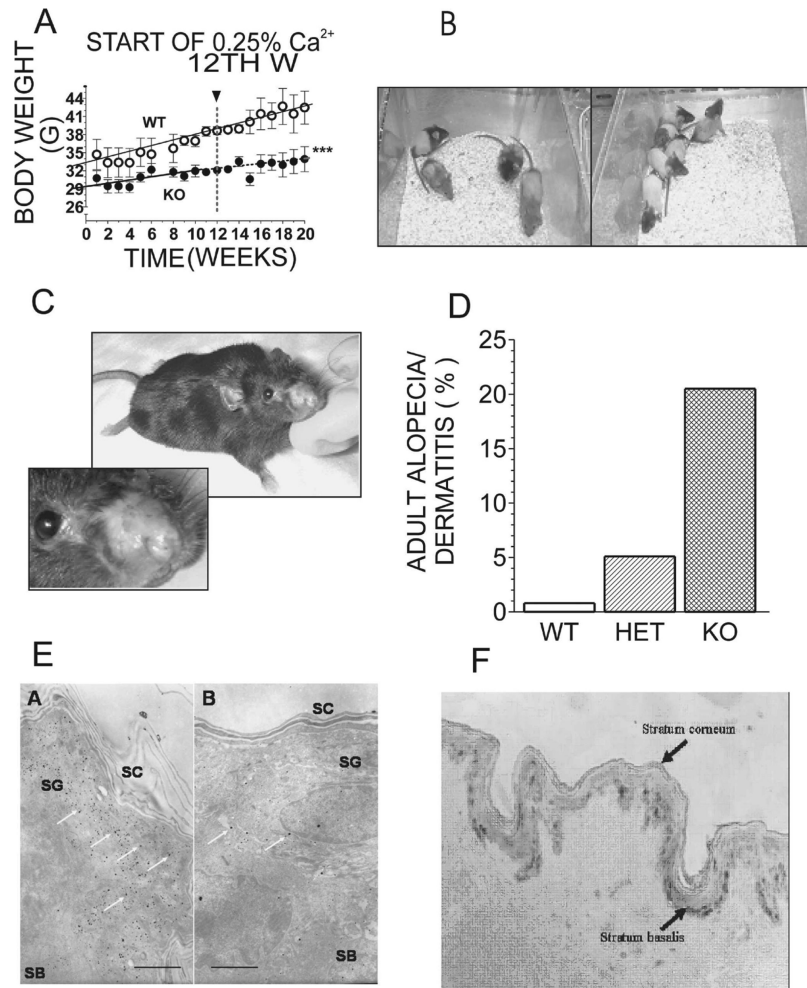 A
START OF 0.25% Ca²⁺
12TH W
BODY WEIGHT
(G)
44
41
38
35
32
29
26
WT
KO
***
0 2 4 6 8 10 12 14 16 18 20
TIME (WEEKS)
B
C
D
ADULT ALOPECIA/
DERMATITIS ( % )
25
20
15
10
5
0
WT HET KO
E
A
SC
SG
SB
B
SC
SG
SB
F
Stratum corneum
Stratum basalis